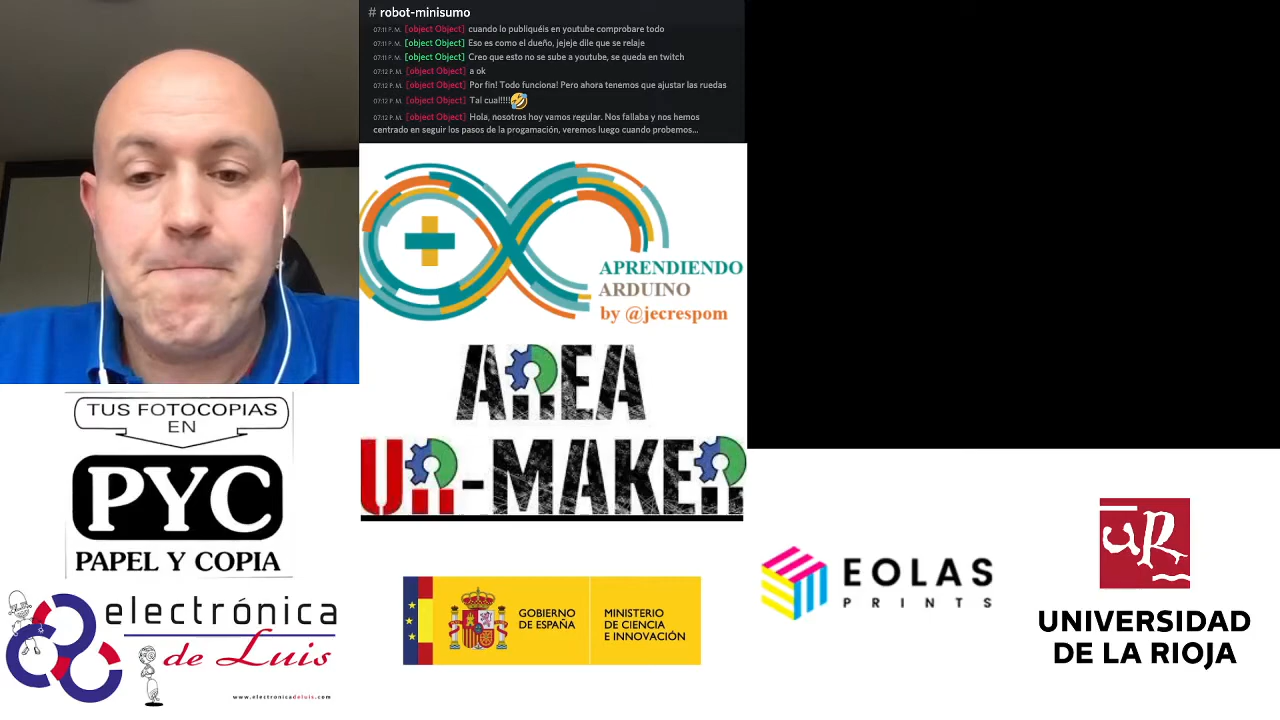 # robot-minisumo
07:11 P. M. [object Object] cuando lo publiquéis en youtube comprobare todo
07:11 P. M. [object Object] Eso es como el dueño, jejeje dile que se relaje
07:11 P. M. [object Object] Creo que esto no se sube a youtube, se queda en twitch
07:12 P. M. [object Object] a ok
07:12 P. M. [object Object] Por fin! Todo funciona! Pero ahora tenemos que ajustar las ruedas
07:12 P. M. [object Object] Tal cual!!!!🤣
07:12 P. M. [object Object] Hola, nosotros hoy vamos regular. Nos fallaba y nos hemos
centrado en seguir los pasos de la progamación, veremos luego cuando probemos...
APRENDIENDO
ARDUINO
by @jecrespom
AREA
UR-MAKER
TUS FOTOCOPIAS
EN
PYC
PAPEL Y COPIA
electrónica
de Luis
www.electronicadeluis.com
GOBIERNO
DE ESPAÑA
MINISTERIO
DE CIENCIA
E INNOVACIÓN
EOLAS
PRINTS
UR
UNIVERSIDAD
DE LA RIOJA